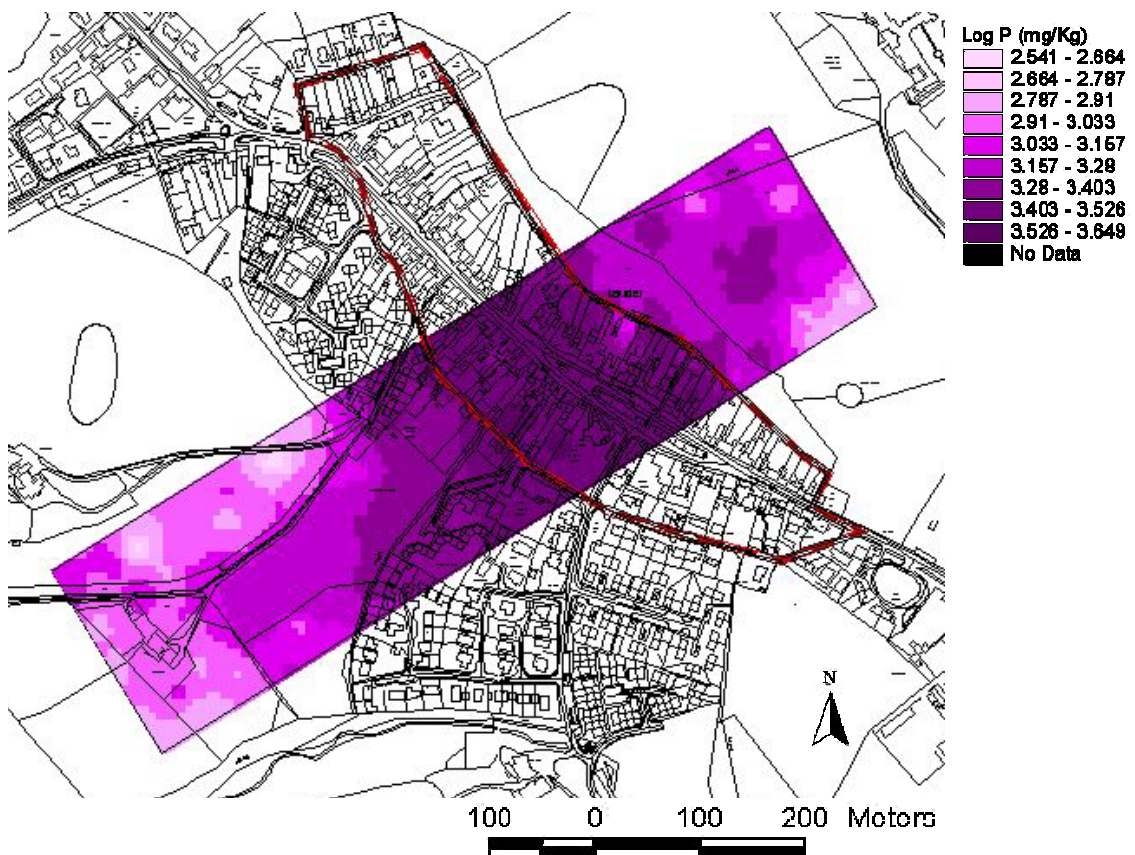 Log P (mg/Kg)
2.541 - 2.664
2.664 - 2.787
2.787 - 2.91
2.91 - 3.033
3.033 - 3.157
3.157 - 3.28
3.28 - 3.403
3.403 - 3.526
3.526 - 3.649
No Data
Lauder
N
100 0 100 200 Meters